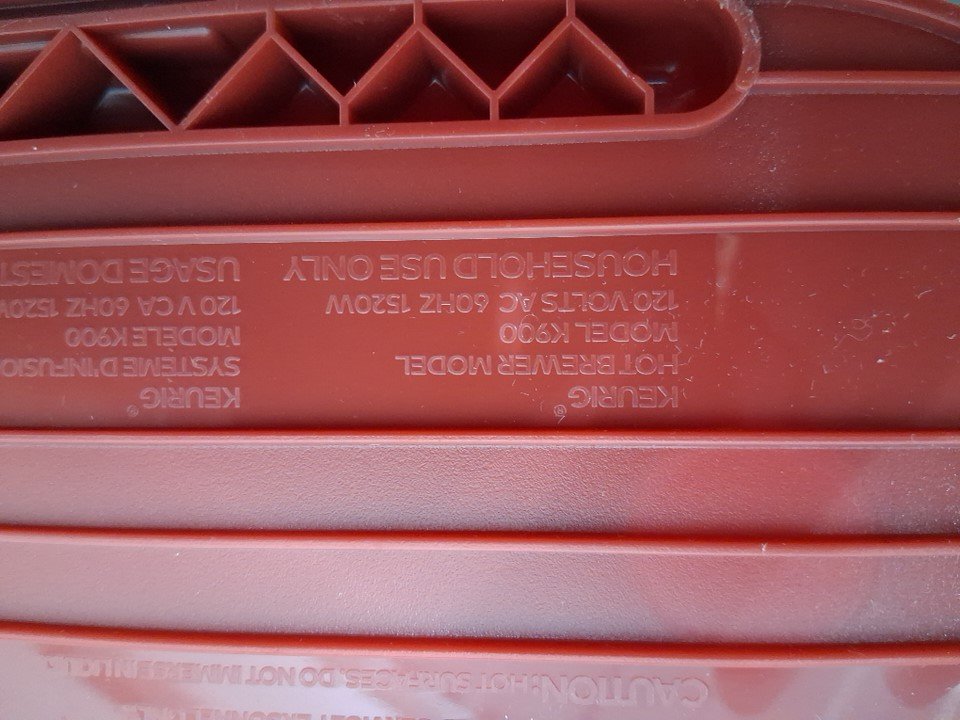 KEURIG®
HOT BREWER MODEL
MODEL K900
120 VOLTS AC 60HZ 1520W
HOUSEHOLD USE ONLY
KEURIG®
SYSTÈME D'INFUSIO
MODÈLE K900
120 V CA 60HZ 1520W
USAGE DOMEST
CAUTION: HOT SURFACES. DO NOT IMMERSE IN